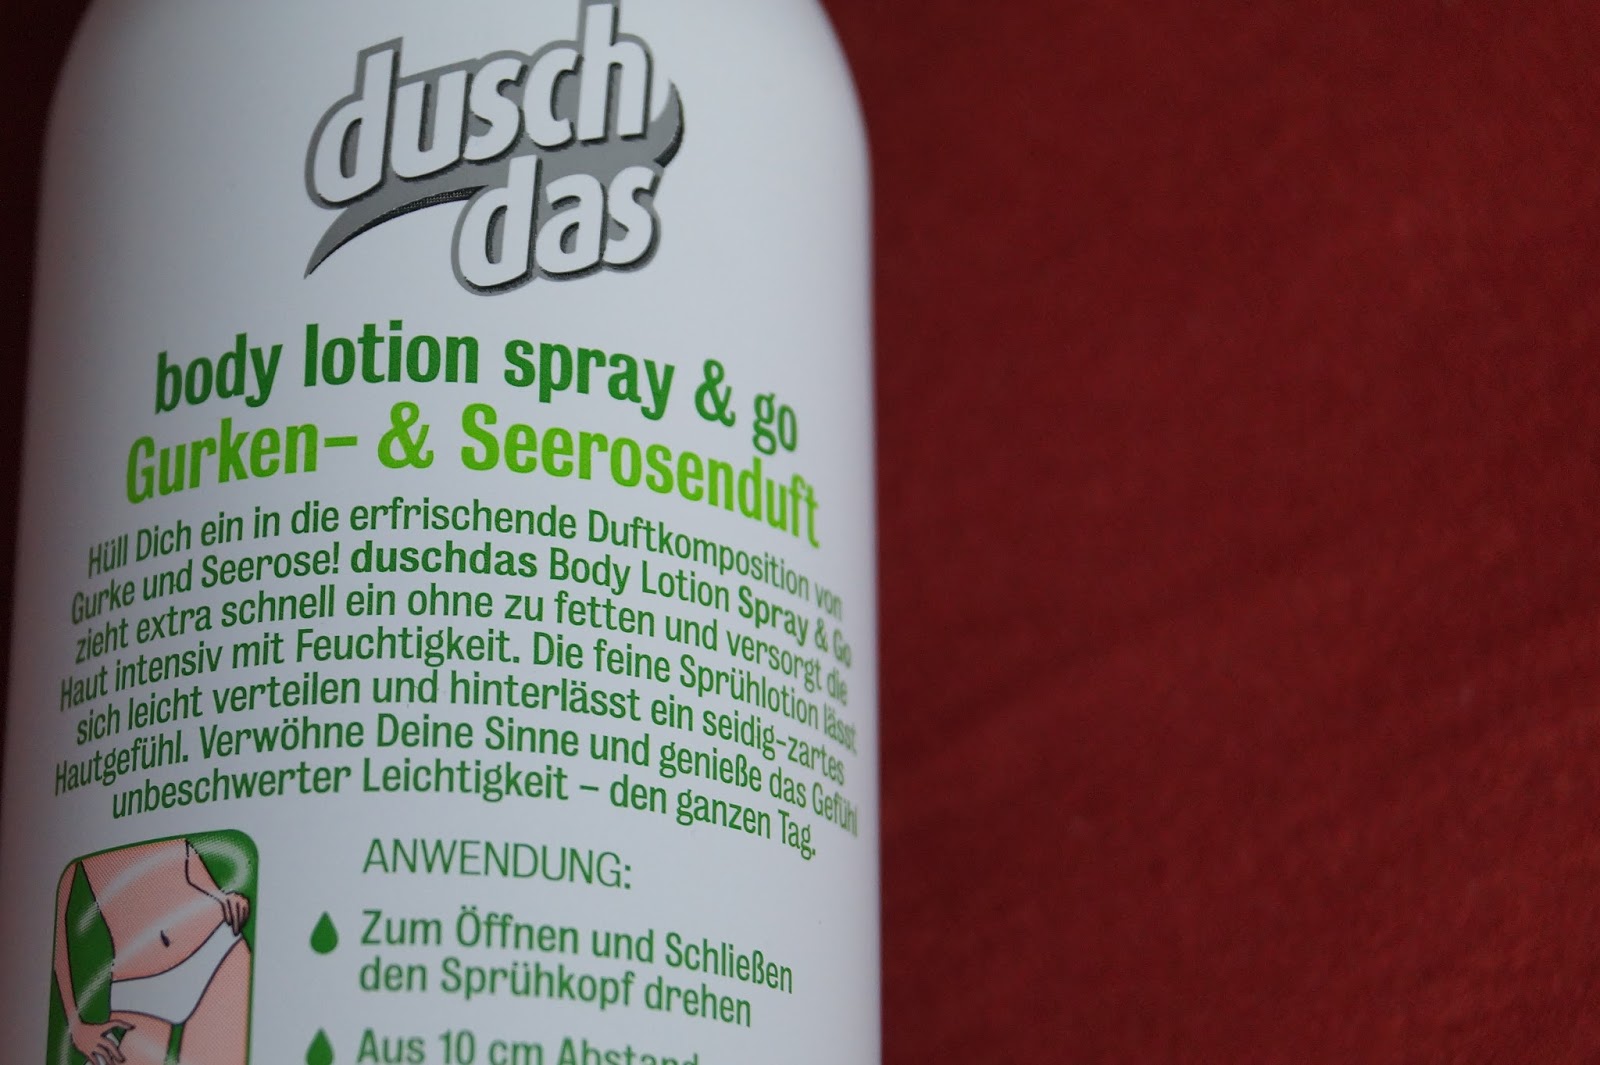 dusch
das
body lotion spray & go
Gurken- & Seerosenduft
Hüll Dich ein in die erfrischende Duftkomposition von
Gurke und Seerose! duschdas Body Lotion Spray & Go
zieht extra schnell ein ohne zu fetten und versorgt die
Haut intensiv mit Feuchtigkeit. Die feine Sprühlotion lässt
sich leicht verteilen und hinterlässt ein seidig-zartes
Hautgefühl. Verwöhne Deine Sinne und genieße das Gefühl
unbeschwerter Leichtigkeit – den ganzen Tag.
ANWENDUNG:
Zum Öffnen und Schließen
den Sprühkopf drehen
Aus 10 cm Abstand